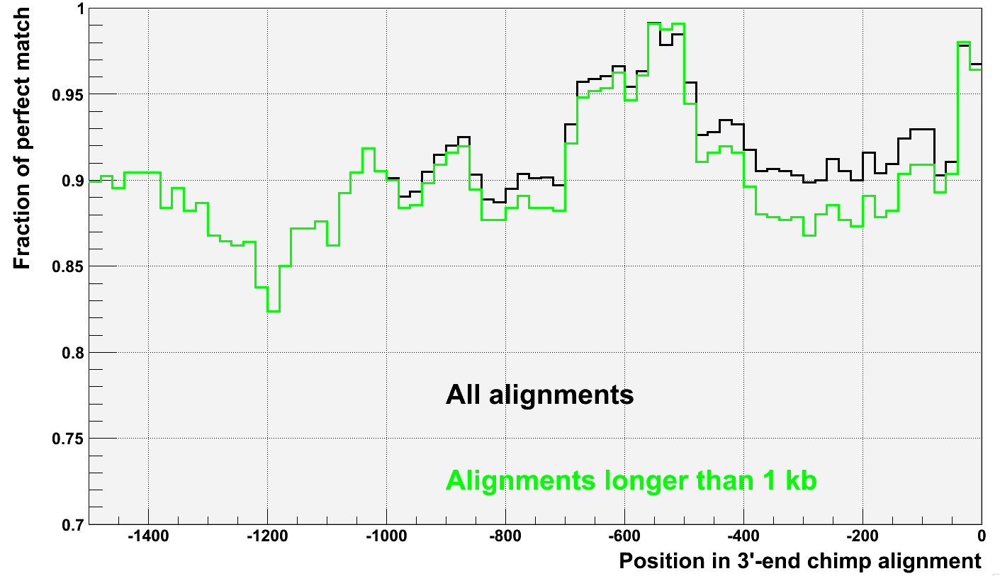 Fraction of perfect match
1
0.95
0.9
0.85
0.8
0.75
0.7
All alignments
Alignments longer than 1 kb
-1400 -1200 -1000 -800 -600 -400 -200 0
Position in 3'-end chimp alignment